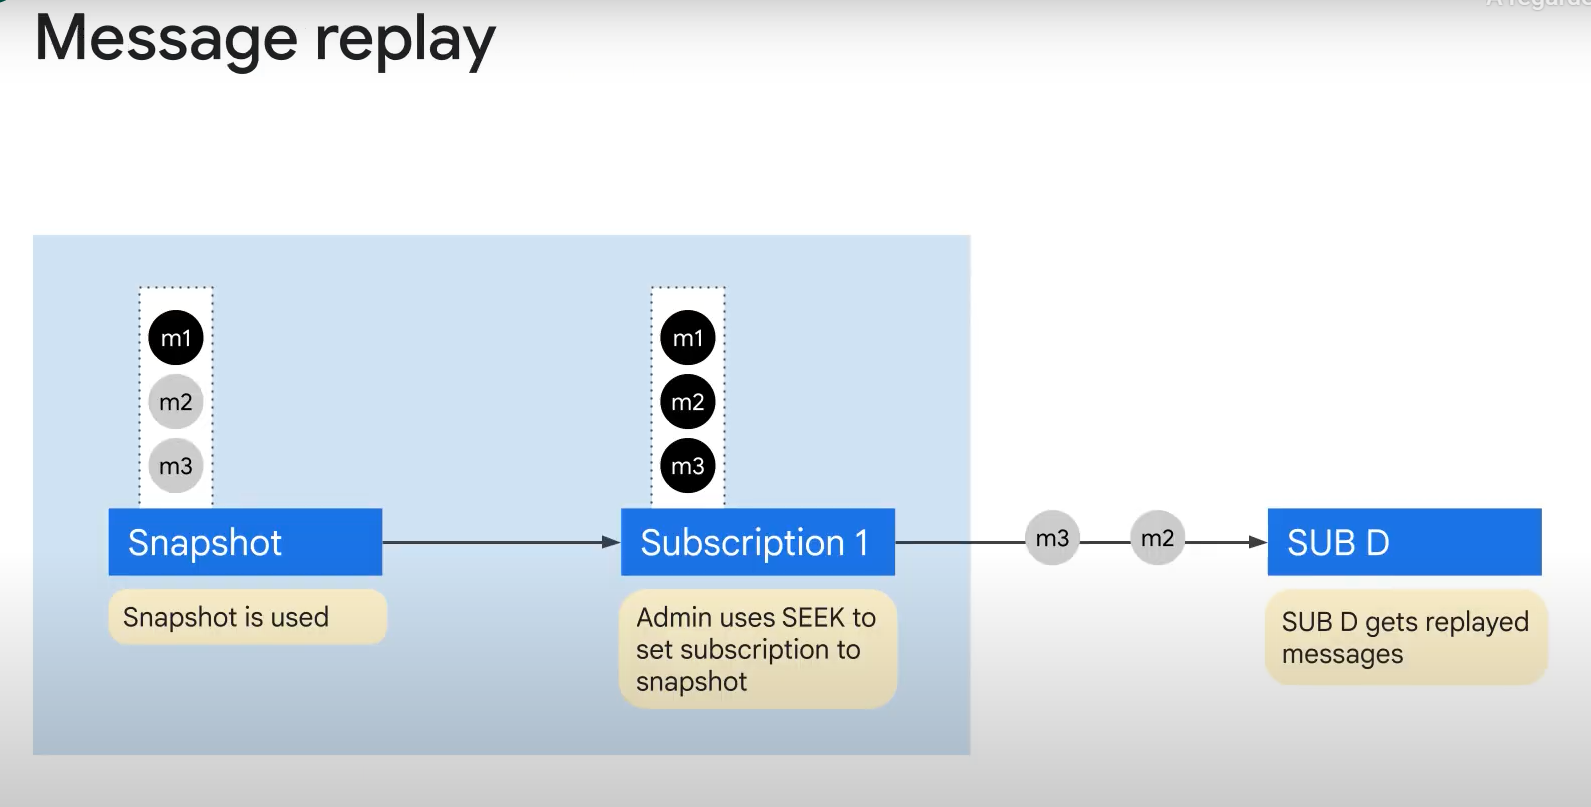 Message replay
m1
m2
m3
Snapshot
Snapshot is used
m1
m2
m3
Subscription 1
Admin uses SEEK to
set subscription to
snapshot
m3
m2
SUB D
SUB D gets replayed
messages